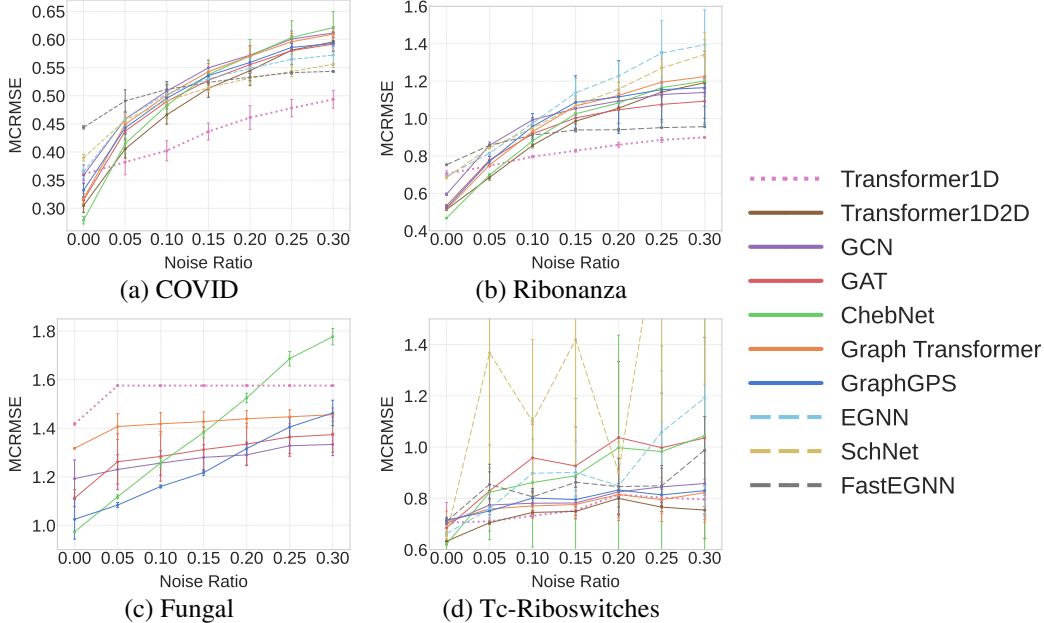 0.65
0.60
0.55
0.50
0.45
0.40
0.35
0.30
MCRMSE
0.00 0.05 0.10 0.15 0.20 0.25 0.30
Noise Ratio
(a) COVID
1.6
1.4
1.2
1.0
0.8
0.6
0.4
MCRMSE
0.00 0.05 0.10 0.15 0.20 0.25 0.30
Noise Ratio
(b) Ribonanza
1.8
1.6
1.4
1.2
1.0
MCRMSE
0.00 0.05 0.10 0.15 0.20 0.25 0.30
Noise Ratio
(c) Fungal
1.4
1.2
1.0
0.8
0.6
MCRMSE
0.00 0.05 0.10 0.15 0.20 0.25 0.30
Noise Ratio
(d) Tc-Riboswitches
Transformer1D
Transformer1D2D
GCN
GAT
ChebNet
Graph Transformer
GraphGPS
EGNN
SchNet
FastEGNN